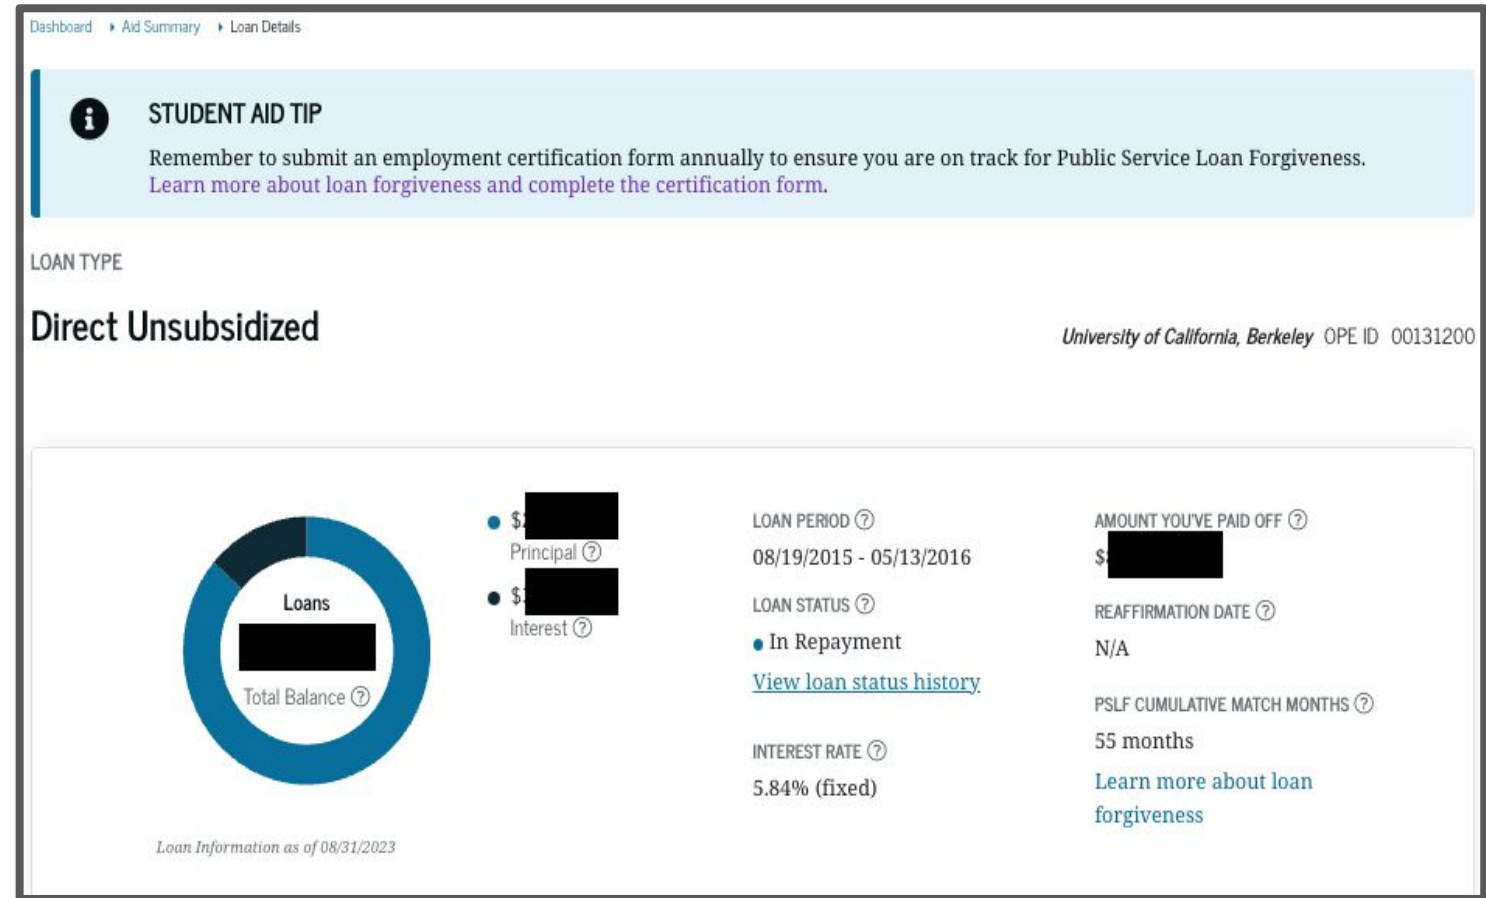 Dashboard Aid Summary Loan Details
STUDENT AID TIP
Remember to submit an employment certification form annually to ensure you are on track for Public Service Loan Forgiveness.
Learn more about loan forgiveness and complete the certification form.
LOAN TYPE
Direct Unsubsidized
University of California, Berkeley OPE ID 00131200
Loans
Total Balance
Loan Information as of 08/31/2023
$
Principal
$
Interest
LOAN PERIOD
08/19/2015 - 05/13/2016
LOAN STATUS
In Repayment
View loan status history
INTEREST RATE
5.84% (fixed)
AMOUNT YOU'VE PAID OFF
$
REAFFIRMATION DATE
N/A
PSLF CUMULATIVE MATCH MONTHS
55 months
Learn more about loan
forgiveness